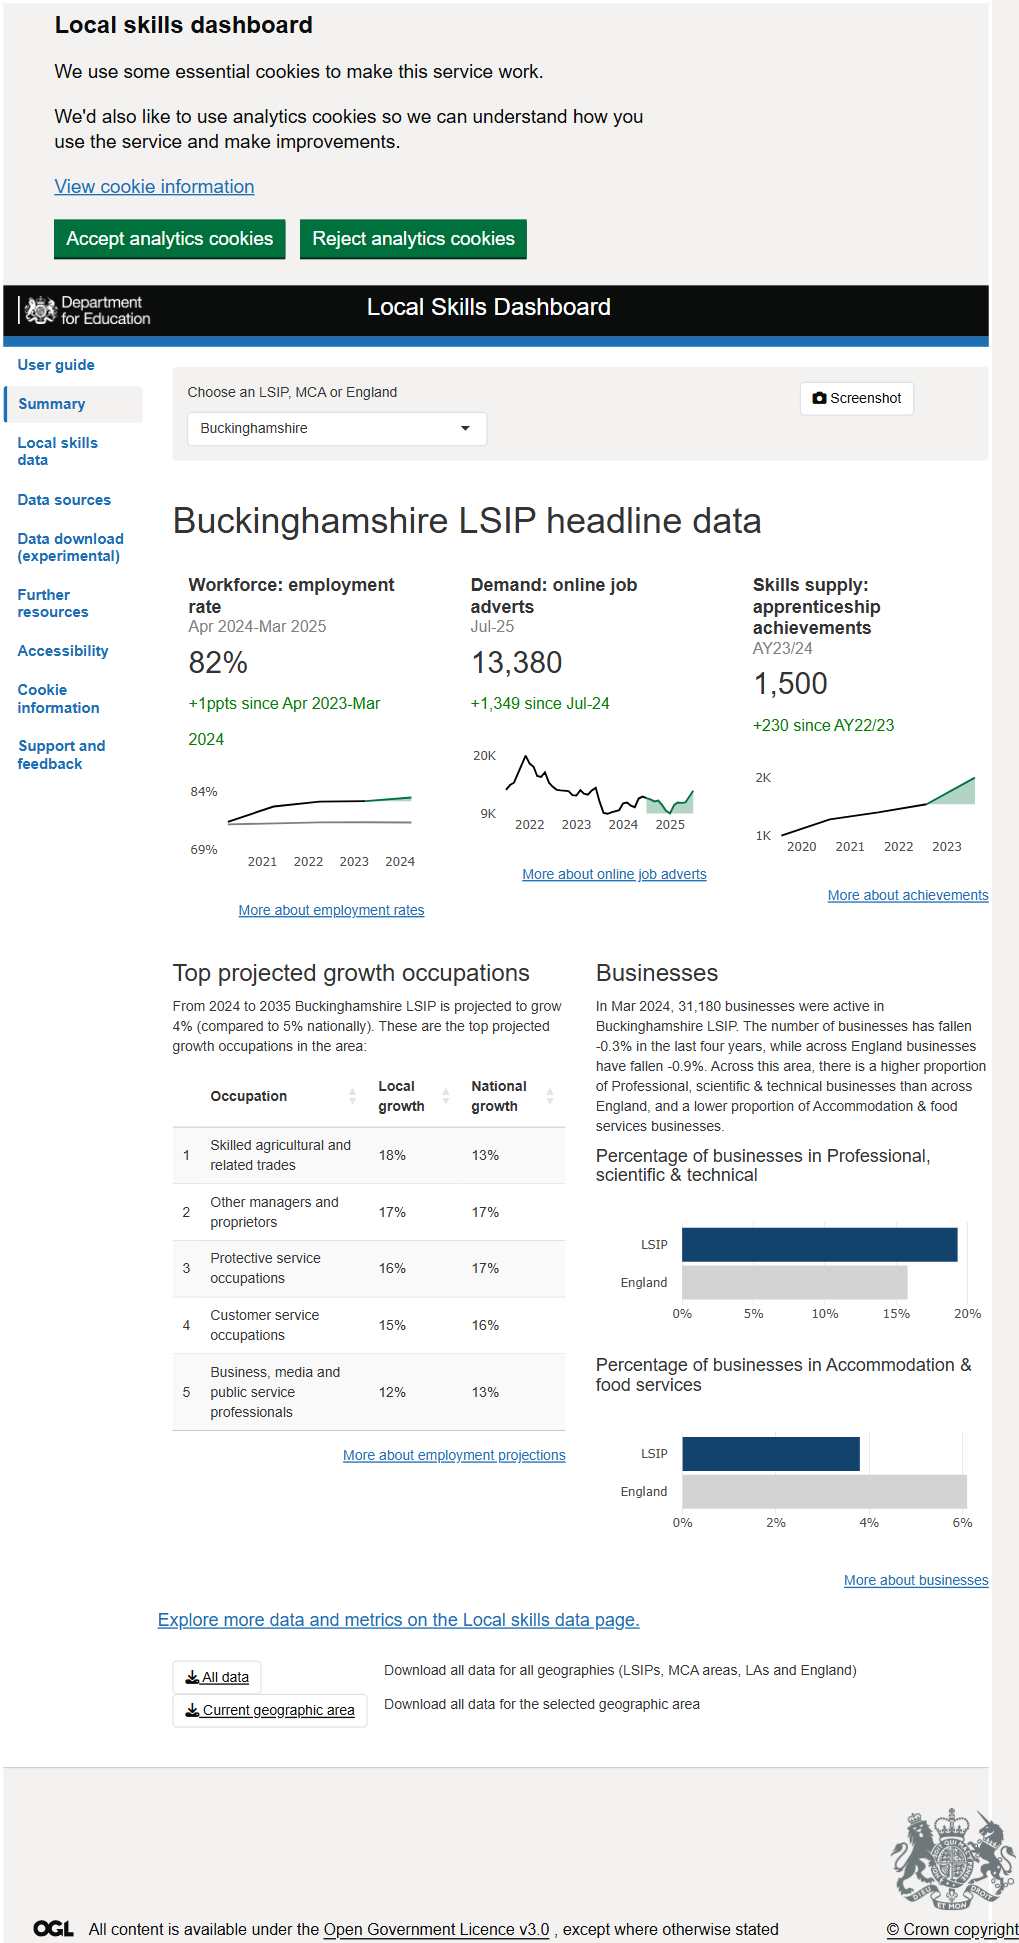 Local skills dashboard
We use some essential cookies to make this service work.
We'd also like to use analytics cookies so we can understand how you
use the service and make improvements.
View cookie information
Accept analytics cookies
Reject analytics cookies
Department
for Education
Local Skills Dashboard
User guide
Summary
Local skills
data
Data sources
Data download
(experimental)
Further
resources
Accessibility
Cookie
information
Support and
feedback
Choose an LSIP, MCA or England
Buckinghamshire
Screenshot
Buckinghamshire LSIP headline data
Workforce: employment
rate
Apr 2024-Mar 2025
82%
+1ppts since Apr 2023-Mar
2024
84%
69%
2021 2022 2023 2024
More about employment rates
Demand: online job
adverts
Jul-25
13,380
+1,349 since Jul-24
20K
9K
2022 2023 2024 2025
More about online job adverts
Skills supply:
apprenticeship
achievements
AY23/24
1,500
+230 since AY22/23
2K
1K
2020 2021 2022 2023
More about achievements
Top projected growth occupations
From 2024 to 2035 Buckinghamshire LSIP is projected to grow
4% (compared to 5% nationally). These are the top projected
growth occupations in the area:
Occupation
Local
growth
National
growth
1 Skilled agricultural and
related trades
18% 13%
2 Other managers and
proprietors
17% 17%
3 Protective service
occupations
16% 17%
4 Customer service
occupations
15% 16%
5 Business, media and
public service
professionals
12% 13%
More about employment projections
Businesses
In Mar 2024, 31,180 businesses were active in
Buckinghamshire LSIP. The number of businesses has fallen
-0.3% in the last four years, while across England businesses
have fallen -0.9%. Across this area, there is a higher proportion
of Professional, scientific & technical businesses than across
England, and a lower proportion of Accommodation & food
services businesses.
Percentage of businesses in Professional,
scientific & technical
LSIP
England
0% 5% 10% 15% 20%
Percentage of businesses in Accommodation &
food services
LSIP
England
0% 2% 4% 6%
More about businesses
Explore more data and metrics on the Local skills data page.
All data
Download all data for all geographies (LSIPs, MCA areas, LAs and England)
Current geographic area
Download all data for the selected geographic area
OGL All content is available under the Open Government Licence v3.0 , except where otherwise stated
© Crown copyright